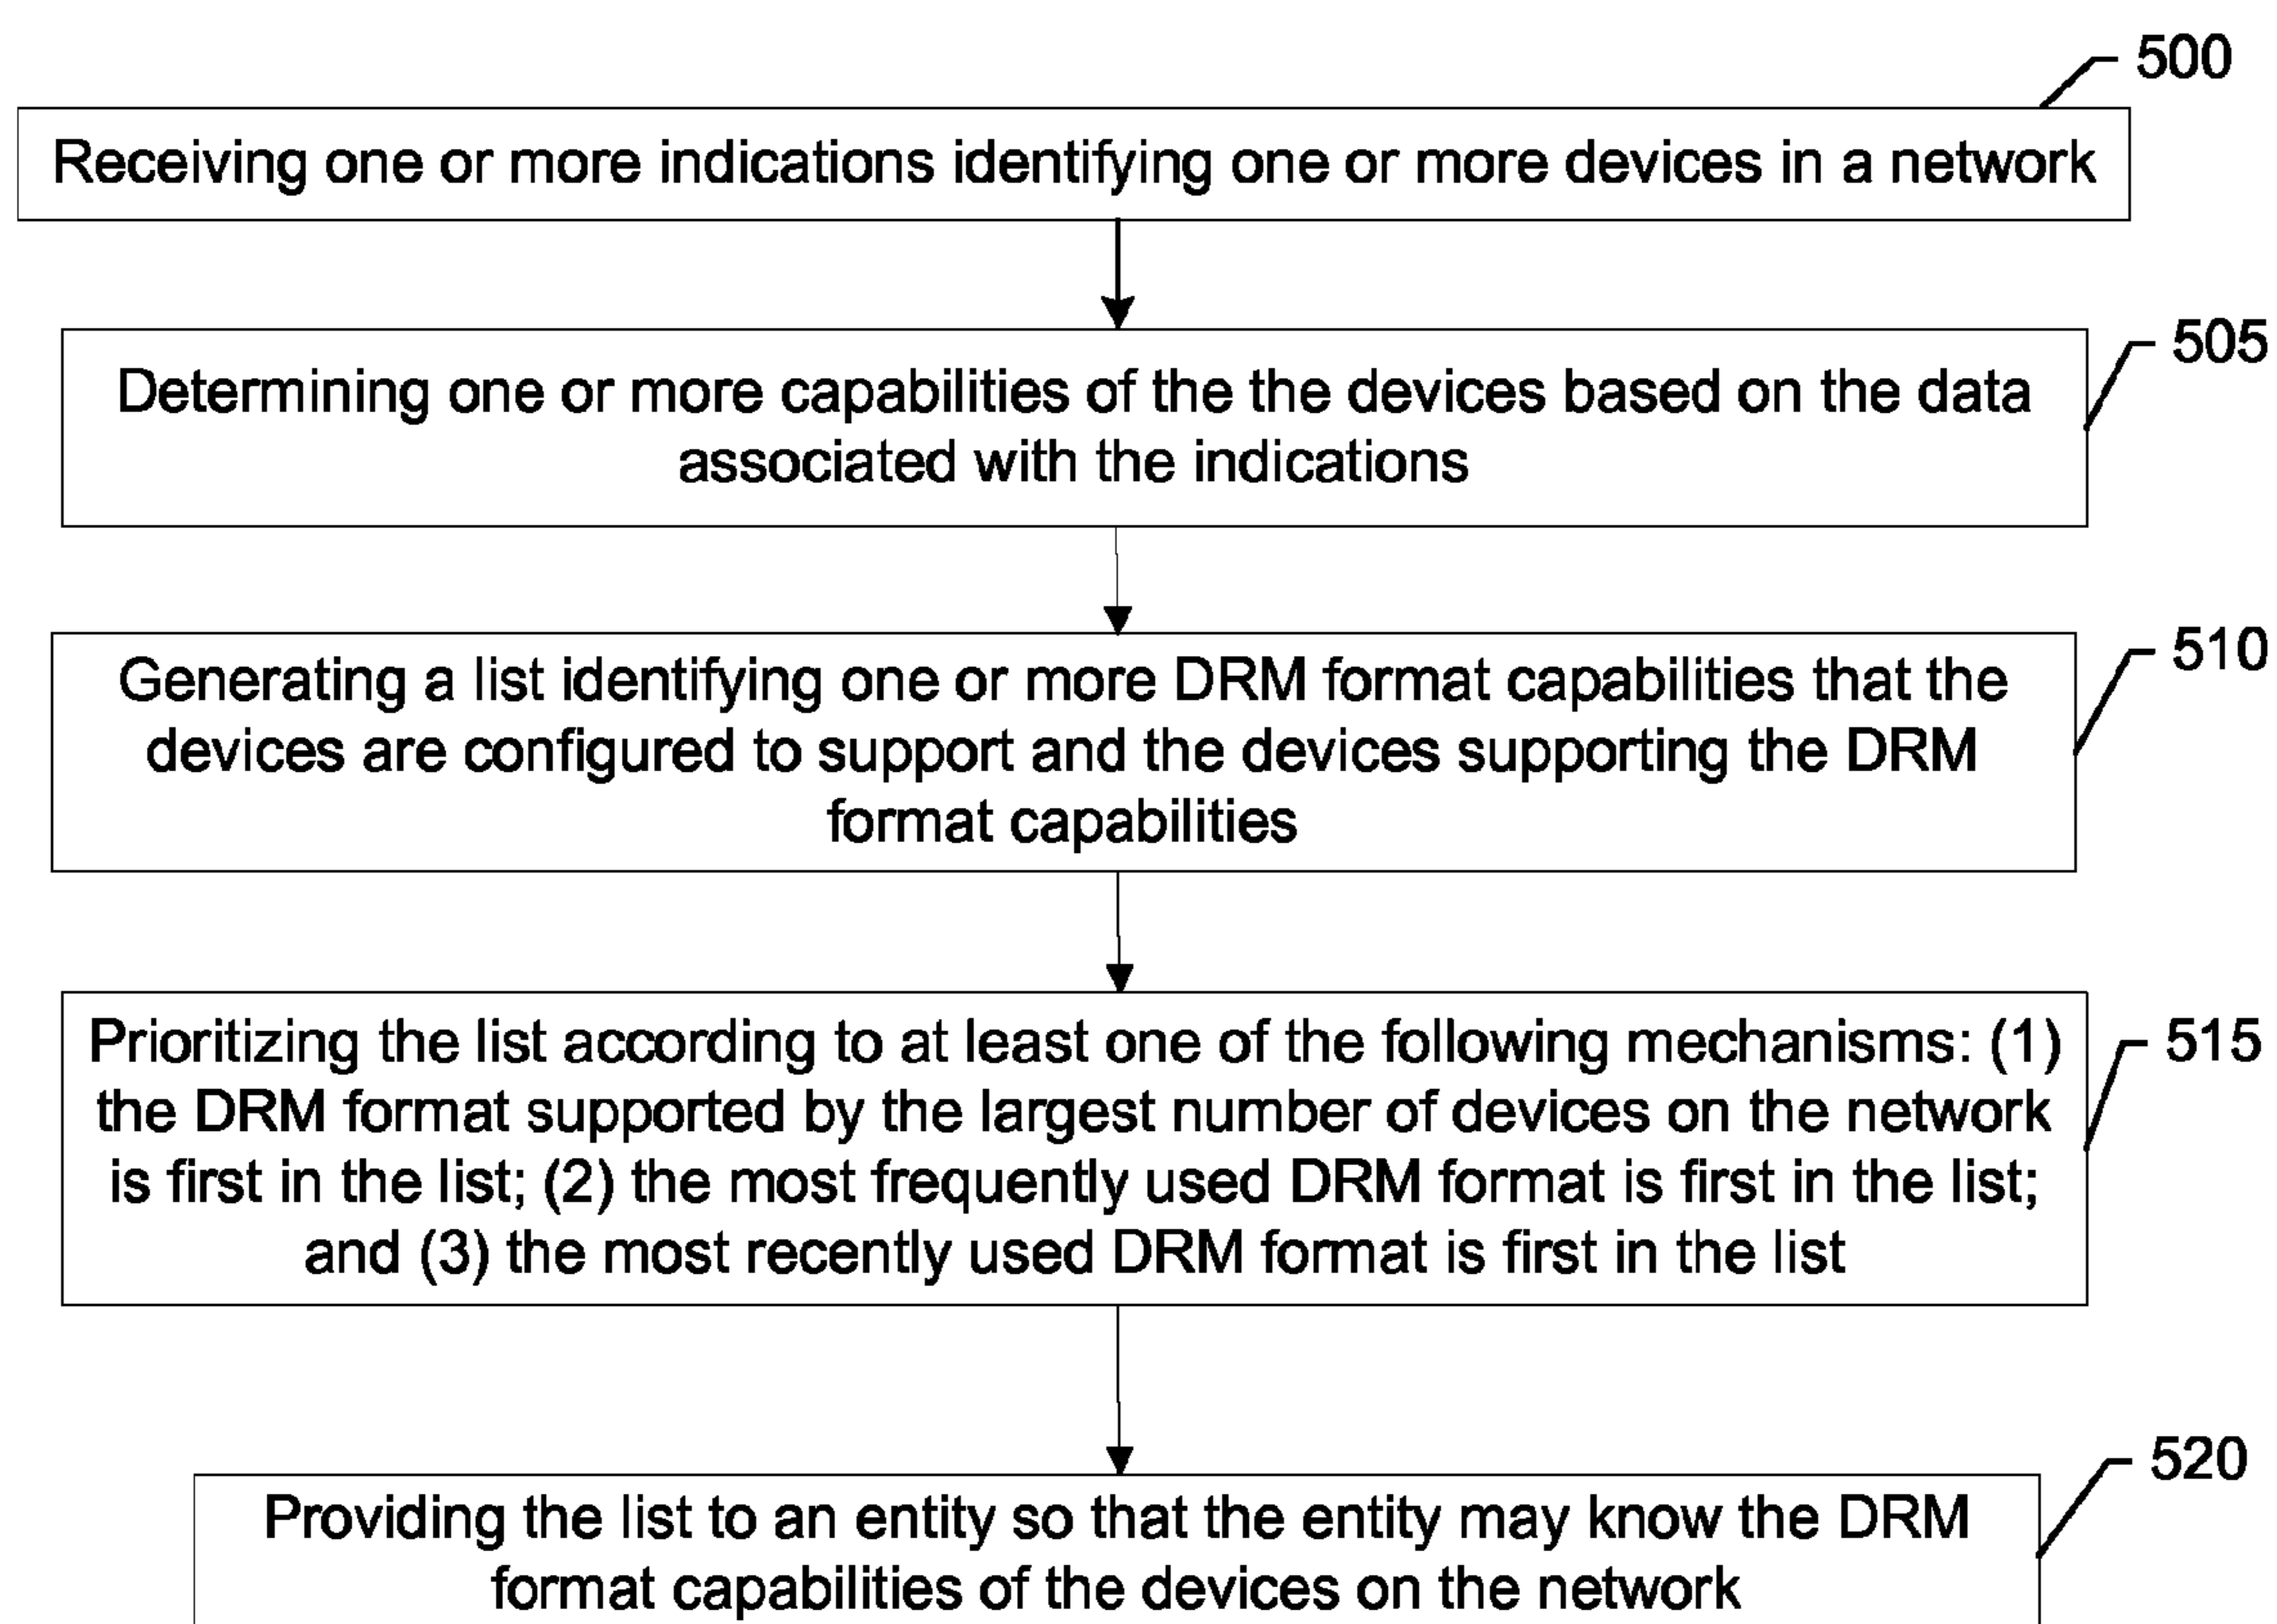 500
Receiving one or more indications identifying one or more devices in a network
505
Determining one or more capabilities of the the devices based on the data
associated with the indications
510
Generating a list identifying one or more DRM format capabilities that the
devices are configured to support and the devices supporting the DRM
format capabilities
515
Prioritizing the list according to at least one of the following mechanisms: (1)
the DRM format supported by the largest number of devices on the network
is first in the list; (2) the most frequently used DRM format is first in the list;
and (3) the most recently used DRM format is first in the list
520
Providing the list to an entity so that the entity may know the DRM
format capabilities of the devices on the network